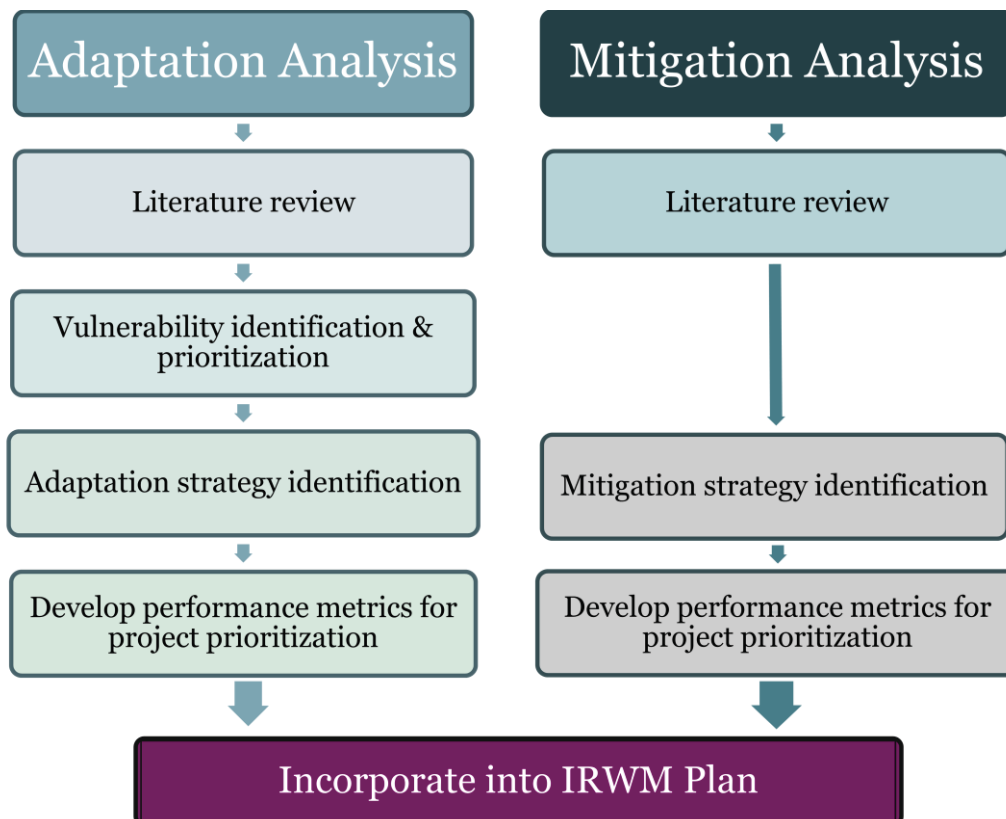 Adaptation Analysis
Literature review
Vulnerability identification &
prioritization
Adaptation strategy identification
Develop performance metrics for
project prioritization
Mitigation Analysis
Literature review
Mitigation strategy identification
Develop performance metrics for
project prioritization
Incorporate into IRWM Plan